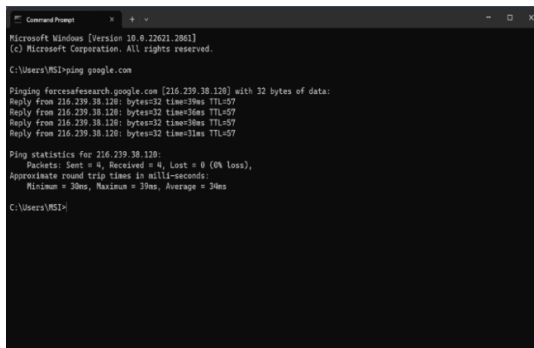 Command Prompt
Microsoft Windows [Version 10.0.22621.2861]
(c) Microsoft Corporation. All rights reserved.
C:\Users\MSI>ping google.com
Pinging forcesafesearch.google.com [216.239.38.120] with 32 bytes of data:
Reply from 216.239.38.120: bytes=32 time=39ms TTL=57
Reply from 216.239.38.120: bytes=32 time=36ms TTL=57
Reply from 216.239.38.120: bytes=32 time=30ms TTL=57
Reply from 216.239.38.120: bytes=32 time=31ms TTL=57
Ping statistics for 216.239.38.120:
Packets: Sent = 4, Received = 4, Lost = 0 (0% loss),
Approximate round trip times in milli-seconds:
Minimum = 30ms, Maximum = 39ms, Average = 34ms
C:\Users\MSI>